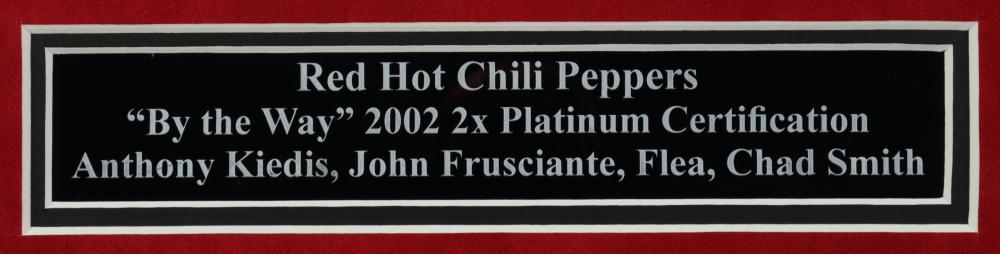 Red Hot Chili Peppers
“By the Way” 2002 2x Platinum Certification
Anthony Kiedis, John Frusciante, Flea, Chad Smith